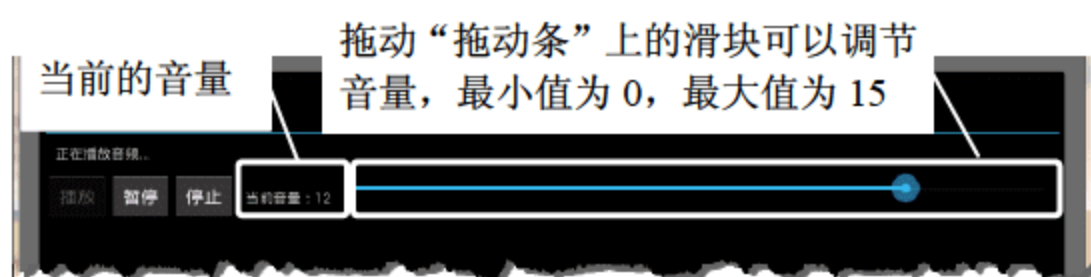 拖动“拖动条”上的滑块可以调节
当前的音量
音量，最小值为 0，最大值为 15
正在播放音频...
播放
暂停
停止
当前音量：12